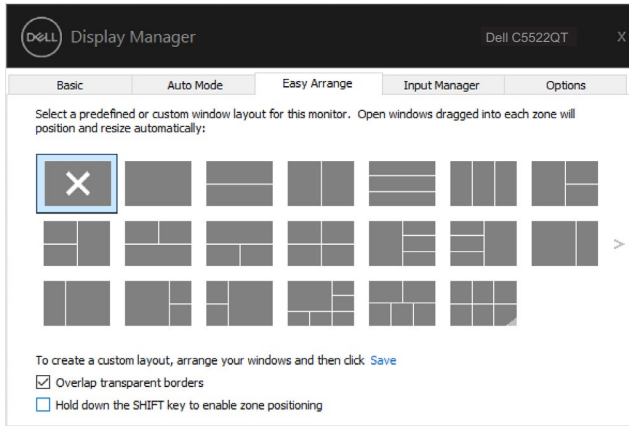 DELL Display Manager Dell C5522QT X
Basic Auto Mode Easy Arrange Input Manager Options
Select a predefined or custom window layout for this monitor. Open windows dragged into each zone will
position and resize automatically:
>
To create a custom layout, arrange your windows and then click Save
Overlap transparent borders
Hold down the SHIFT key to enable zone positioning